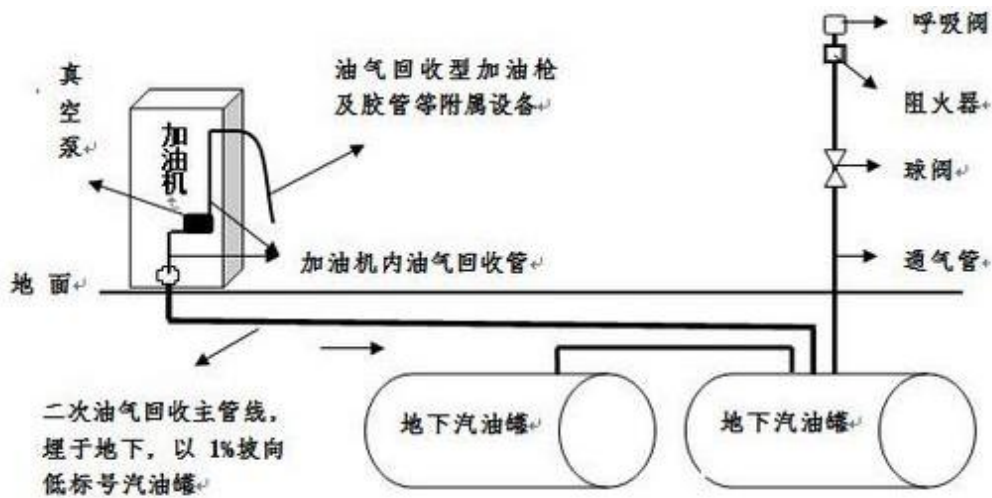 呼吸阀
真
空
泵
油气回收型加油枪
及胶管等附属设备
阻火器
加油机
球阀
加油机内油气回收管
透气管
地 面
二次油气回收主管线，
埋于地下，以 1%坡向
低标号汽油罐
地下汽油罐
地下汽油罐